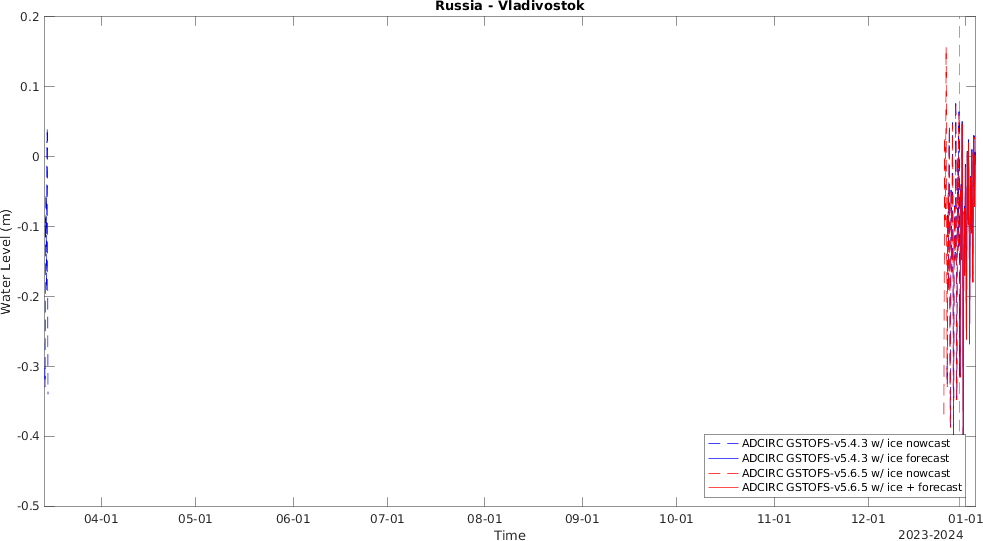 Russia - Vladivostok
0.2
0.1
0
-0.1
-0.2
-0.3
-0.4
-0.5
Water Level (m)
ADCIRC GSTOFS-v5.4.3 w/ ice nowcast
ADCIRC GSTOFS-v5.4.3 w/ ice forecast
ADCIRC GSTOFS-v5.6.5 w/ ice nowcast
ADCIRC GSTOFS-v5.6.5 w/ ice + forecast
04-01 05-01 06-01 07-01 08-01 09-01 10-01 11-01 12-01 01-01
Time
2023-2024